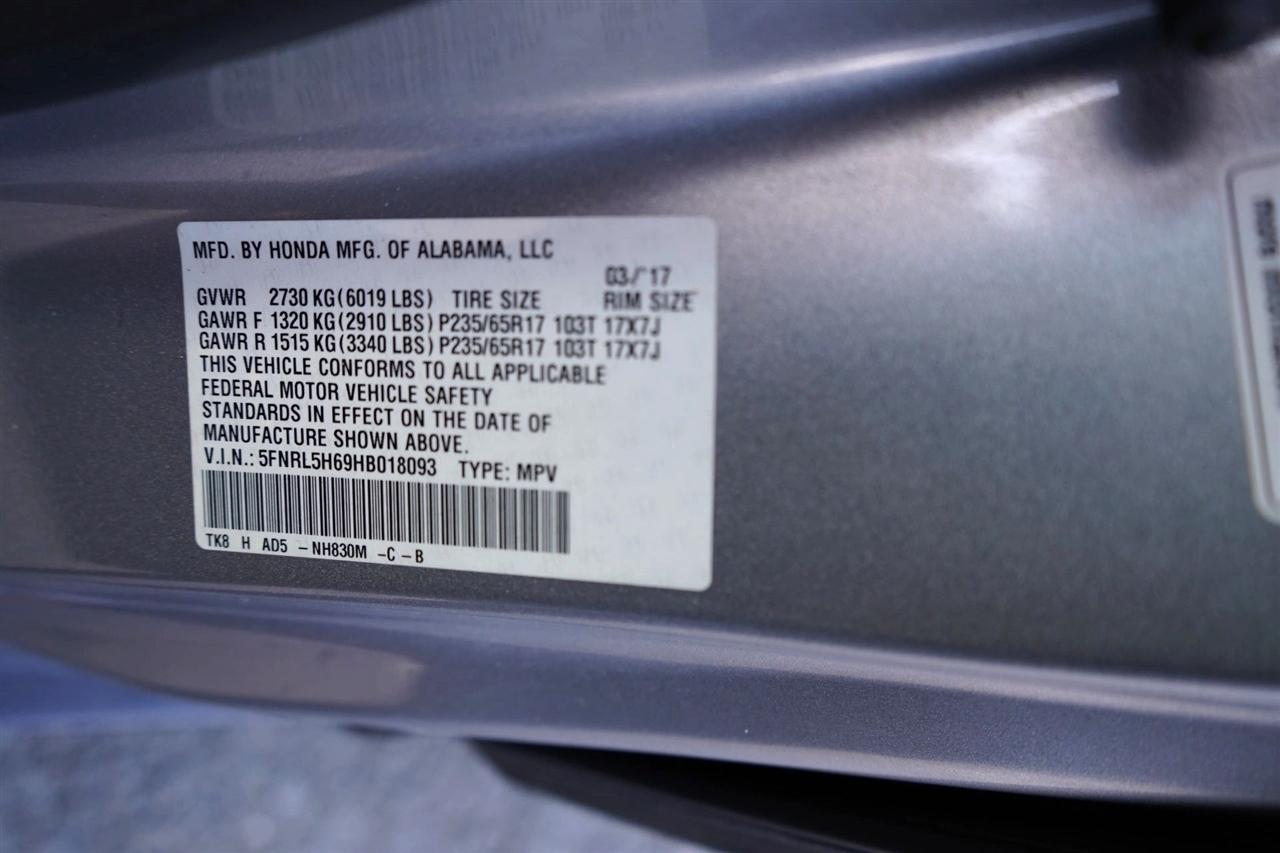 MFD. BY HONDA MFG. OF ALABAMA, LLC
03/'17
GVWR 2730 KG(6019 LBS) TIRE SIZE RIM SIZE
GAWR F 1320 KG(2910 LBS) P235/65R17 103T 17X7J
GAWR R 1515 KG(3340 LBS) P235/65R17 103T 17X7J
THIS VEHICLE CONFORMS TO ALL APPLICABLE
FEDERAL MOTOR VEHICLE SAFETY
STANDARDS IN EFFECT ON THE DATE OF
MANUFACTURE SHOWN ABOVE.
V.I.N.: 5FNRL5H69HB018093 TYPE: MPV
TK8 H AD5 -NH830M -C -B